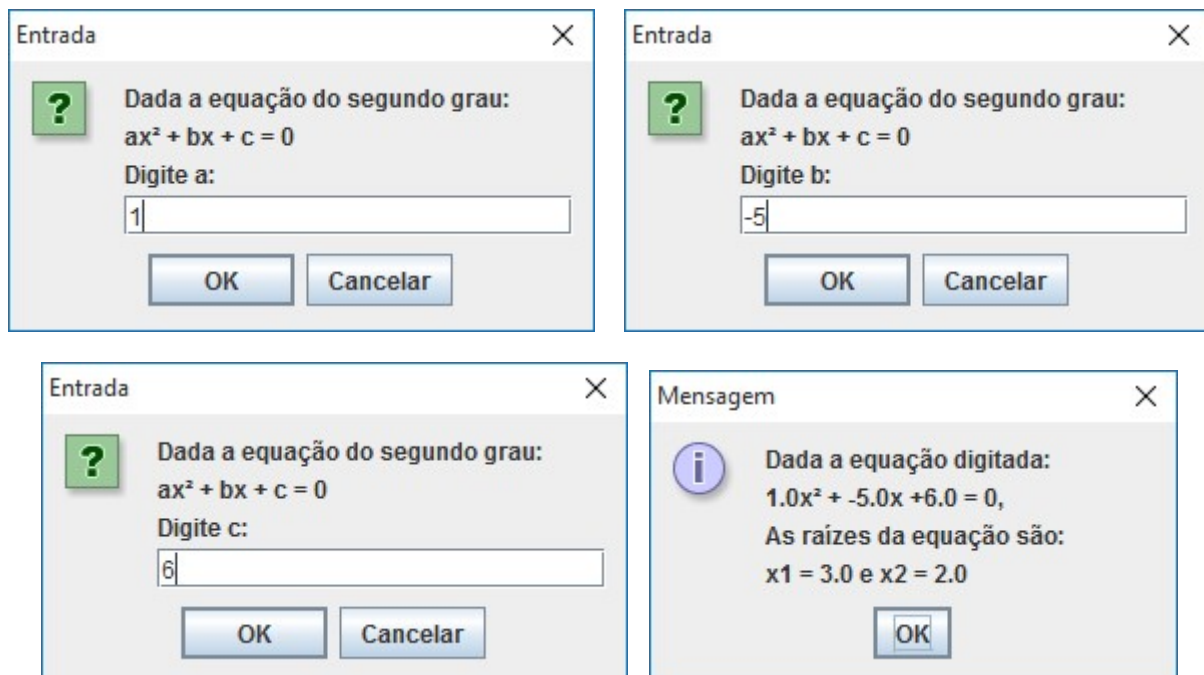 Entrada
Dada a equação do segundo grau:
ax² + bx + c = 0
Digite a:
1
OK Cancelar
Entrada
Dada a equação do segundo grau:
ax² + bx + c = 0
Digite b:
-5
OK Cancelar
Entrada
Dada a equação do segundo grau:
ax² + bx + c = 0
Digite c:
6
OK Cancelar
Mensagem
Dada a equação digitada:
1.0x² + -5.0x +6.0 = 0,
As raízes da equação são:
x1 = 3.0 e x2 = 2.0
OK